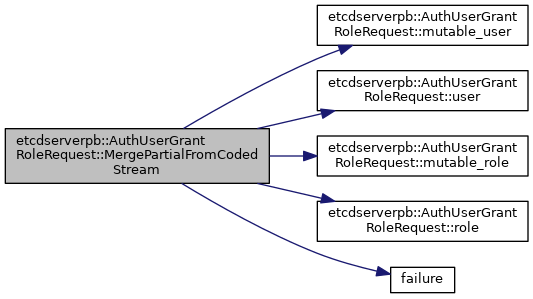 etcdserverpb::AuthUserGrant
RoleRequest::MergePartialFromCoded
Stream
etcdserverpb::AuthUserGrant
RoleRequest::mutable_user
etcdserverpb::AuthUserGrant
RoleRequest::user
etcdserverpb::AuthUserGrant
RoleRequest::mutable_role
etcdserverpb::AuthUserGrant
RoleRequest::role
failure